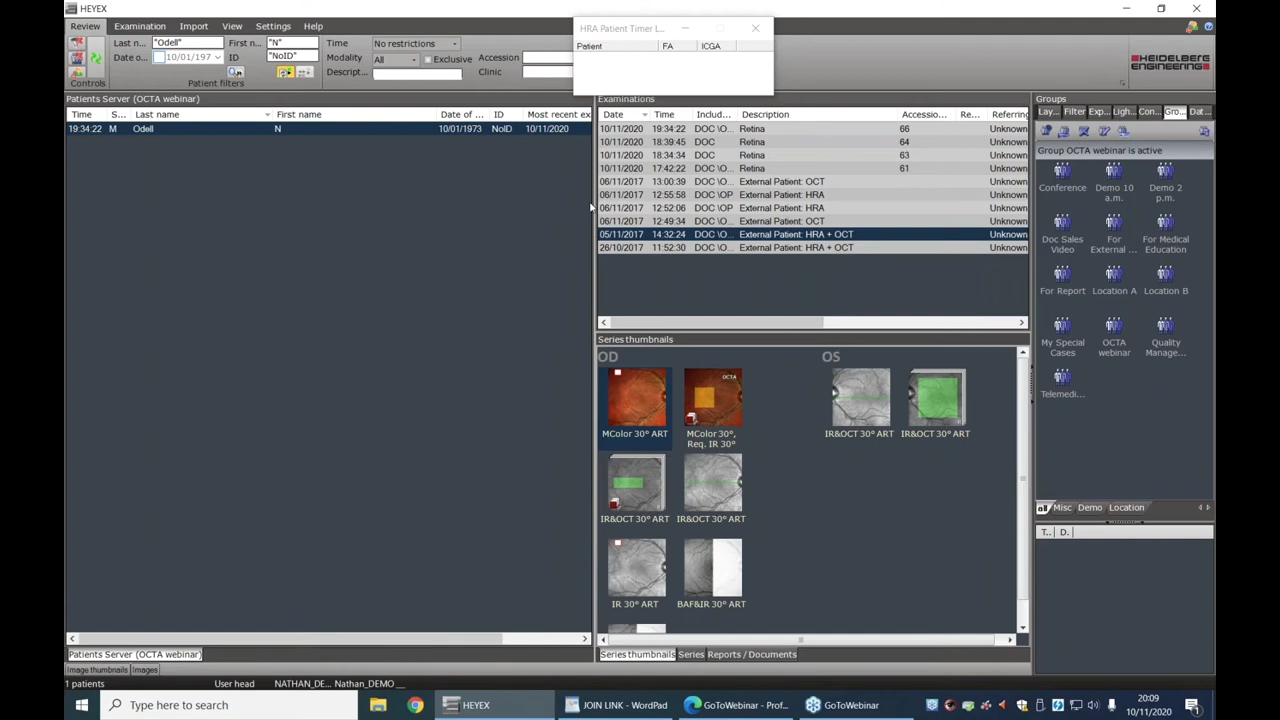 HEYEX
HRA Patient Timer L...
Review Examination Import View Settings Help
Patient FA ICGA
Last n... "Odell" First n... "N" Time No restrictions Accession
Date o... 10/01/197 ID "NoID" Modality All Exclusive
Descript... Clinic
Controls Patient filters
HEIDELBERG ENGINEERING
Patients Server (OCTA webinar)
Time S... Last name First name Date of ... ID Most recent ex
19:34:22 M Odell N 10/01/1973 NoID 10/11/2020
Examinations
Date Includ... Description Accessio... Re... Referring
10/11/2020 19:34:22 DOC \O... Retina 66 Unknown
10/11/2020 18:39:45 DOC Retina 64 Unknown
10/11/2020 18:34:34 DOC Retina 63 Unknown
10/11/2020 17:42:22 DOC \O... Retina 61 Unknown
06/11/2017 13:00:39 DOC \O... External Patient: OCT Unknown
06/11/2017 12:55:58 DOC \OP External Patient: HRA Unknown
06/11/2017 12:52:06 DOC \OP External Patient: HRA Unknown
06/11/2017 12:49:34 DOC \O... External Patient: OCT Unknown
05/11/2017 14:32:24 DOC \O... External Patient: HRA + OCT Unknown
26/10/2017 11:52:30 DOC \O... External Patient: HRA + OCT Unknown
Series thumbnails
OD OS
OCTA
MColor 30° ART MColor 30°, Req. IR 30° IR&OCT 30° ART IR&OCT 30° ART
IR&OCT 30° ART IR&OCT 30° ART
IR 30° ART BAF&IR 30° ART
Series thumbnails Series Reports / Documents
Groups
Lay... Filter Exp... Ligh... Con... Gro... Dat...
Group OCTA webinar is active
Conference Demo 10 a.m. Demo 2 p.m.
Doc Sales Video For External ... For Medical Education
For Report Location A Location B
My Special Cases OCTA webinar Quality Manage...
Telemedi...
all Misc Demo Location
T.. D.
Patients Server (OCTA webinar)
Image thumbnails Images
1 patients User head NATHAN_DE... Nathan_DEMO __
Type here to search HEYEX JOIN LINK - WordPad GoToWebinar - Prof... GoToWebinar
20:09
10/11/2020
1